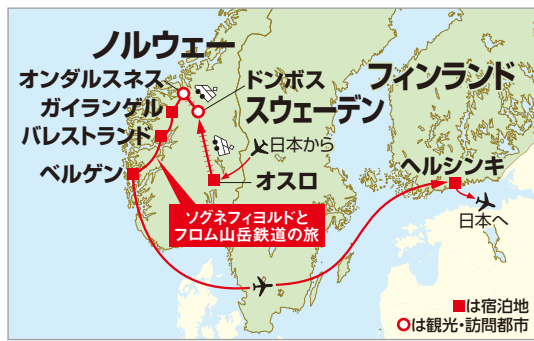 ノルウェー
オンダルスネス
ドンボス
フィンランド
ガイランゲル
スウェーデン
バレストランド
日本から
ベルゲン
オスロ
ヘルシンキ
ソグネフィヨルドと
フロム山岳鉄道の旅
日本へ
■は宿泊地
○は観光・訪問都市